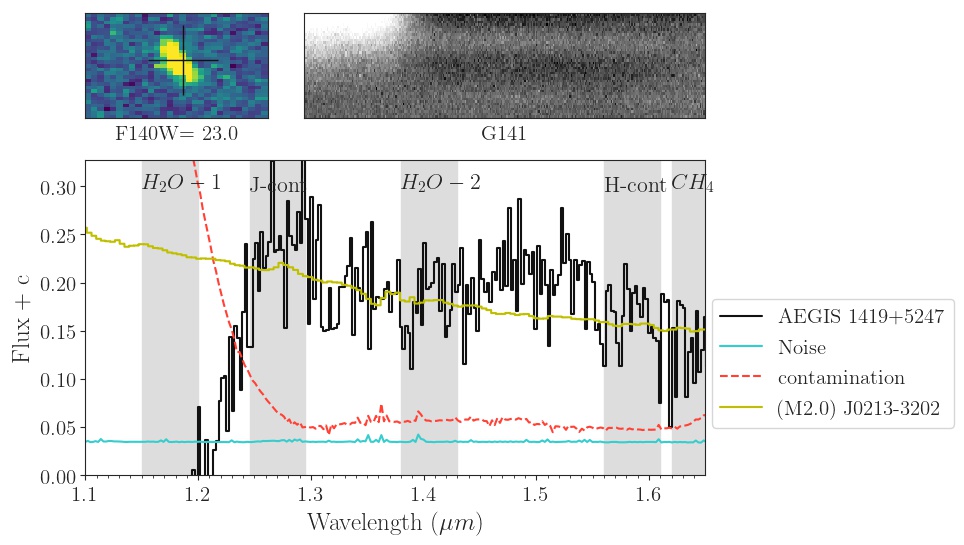 F140W= 23.0
G141
H₂O − 1
J-cont
H₂O − 2
H-cont
CH₄
0.30
0.25
0.20
0.15
0.10
0.05
0.00
Flux + c
1.1
1.2
1.3
1.4
1.5
1.6
Wavelength (μm)
AEGIS 1419+5247
Noise
contamination
(M2.0) J0213-3202